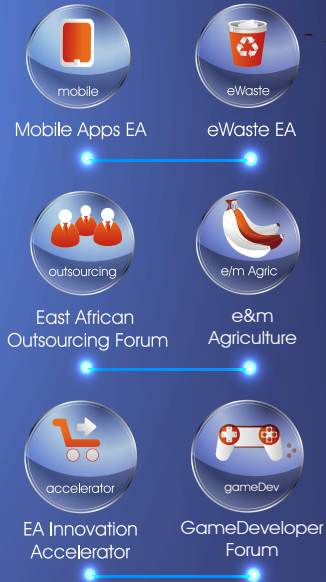 mobile
eWaste
Mobile Apps EA
eWaste EA
outsourcing
e/m Agric
East African
Outsourcing Forum
e&m
Agriculture
accelerator
gameDev
EA Innovation
Accelerator
GameDeveloper
Forum